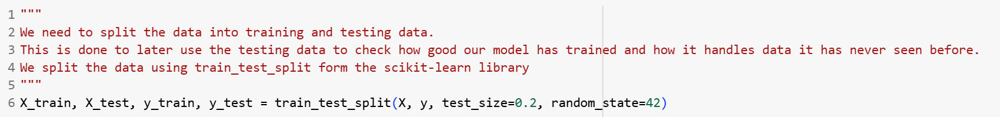 1 """
2 We need to split the data into training and testing data.
3 This is done to later use the testing data to check how good our model has trained and how it handles data it has never seen before.
4 We split the data using train_test_split form the scikit-learn library
5 """
6 X_train, X_test, y_train, y_test = train_test_split(X, y, test_size=0.2, random_state=42)